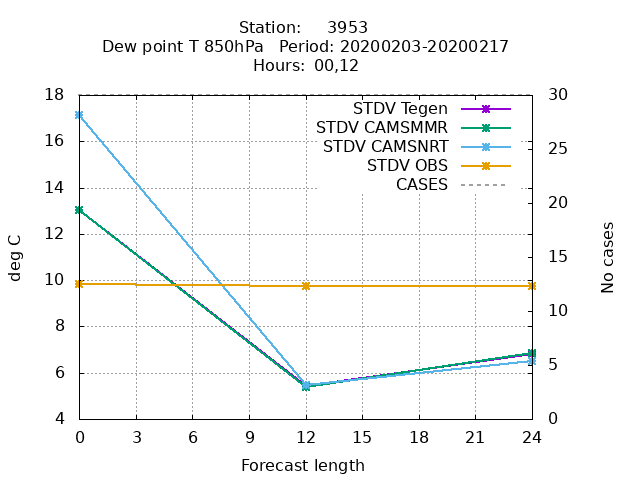 Station:     3953
Dew point T 850hPa   Period: 20200203-20200217
Hours: 00,12
18
16
14
12
10
8
6
4
deg C
30
25
20
15
10
5
0
No cases
STDV Tegen
STDV CAMSMMR
STDV CAMSNRT
STDV OBS
CASES
0 3 6 9 12 15 18 21 24
Forecast length